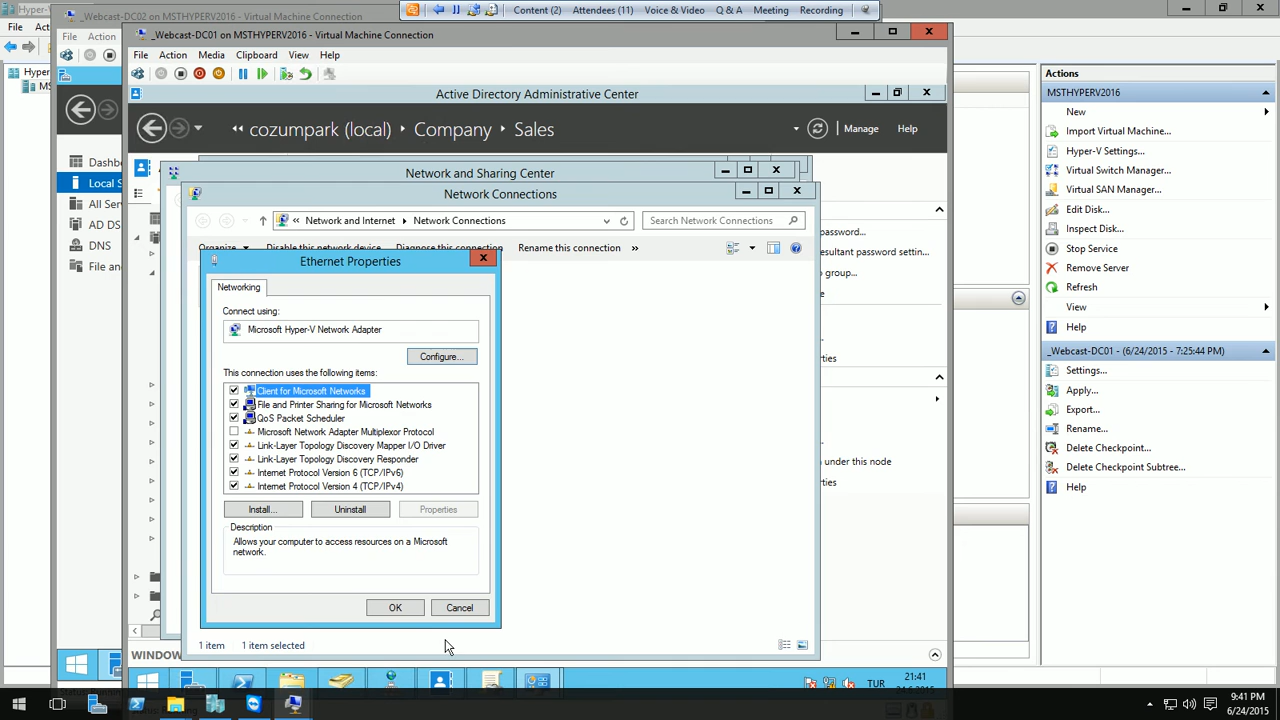 Hyper-V
_Webcast-DC02 on MSTHYPERV2016 - Virtual Machine Connection
Content (2)
Attendees (11)
Voice & Video
Q & A
Meeting
Recording
File
File
Action
_Webcast-DC01 on MSTHYPERV2016 - Virtual Machine Connection
File
Action
Media
Clipboard
View
Help
Hyper
Active Directory Administrative Center
cozumpark (local)
Company
Sales
Manage
Help
Dashbo
Local S
All Serv
AD DS
DNS
File and
Network and Sharing Center
Network Connections
Network and Internet
Network Connections
Search Network Connections
Organize
Disable this network device
Diagnose this connection
Rename this connection
»
Ethernet Properties
Networking
Connect using:
Microsoft Hyper-V Network Adapter
Configure...
This connection uses the following items:
Client for Microsoft Networks
File and Printer Sharing for Microsoft Networks
QoS Packet Scheduler
Microsoft Network Adapter Multiplexor Protocol
Link-Layer Topology Discovery Mapper I/O Driver
Link-Layer Topology Discovery Responder
Internet Protocol Version 6 (TCP/IPv6)
Internet Protocol Version 4 (TCP/IPv4)
Install...
Uninstall
Properties
Description
Allows your computer to access resources on a Microsoft
network.
OK
Cancel
1 item
1 item selected
password...
esultant password settin...
group...
perties
n under this node
perties
WINDOW
TUR
21:41
Actions
MSTHYPERV2016
New
Import Virtual Machine...
Hyper-V Settings...
Virtual Switch Manager...
Virtual SAN Manager...
Edit Disk...
Inspect Disk...
Stop Service
Remove Server
Refresh
View
Help
_Webcast-DC01 - (6/24/2015 - 7:25:44 PM)
Settings...
Apply...
Export...
Rename...
Delete Checkpoint...
Delete Checkpoint Subtree...
Help
9:41 PM
6/24/2015